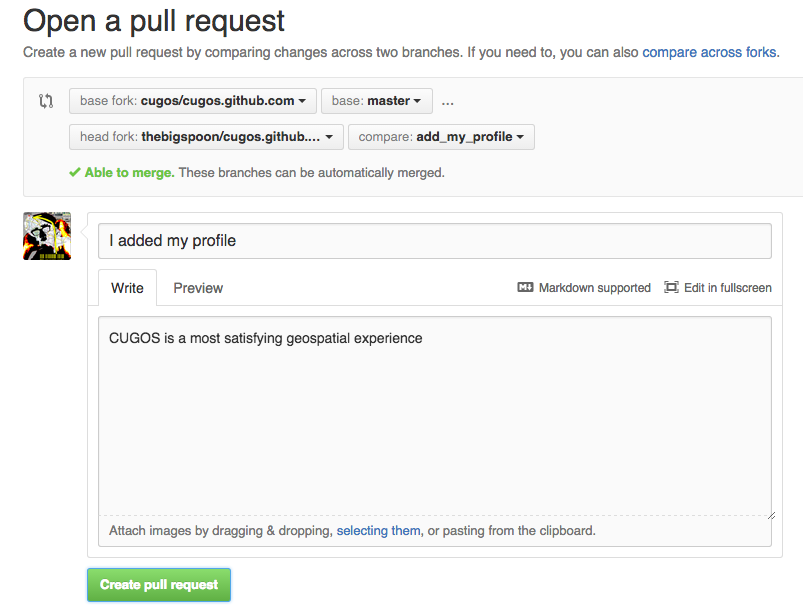 Open a pull request
Create a new pull request by comparing changes across two branches. If you need to, you can also compare across forks.
base fork: cugos/cugos.github.com base: master ...
head fork: thebigspoon/cugos.github.... compare: add_my_profile
Able to merge. These branches can be automatically merged.
I added my profile
Write Preview Markdown supported Edit in fullscreen
CUGOS is a most satisfying geospatial experience
Attach images by dragging & dropping, selecting them, or pasting from the clipboard.
Create pull request